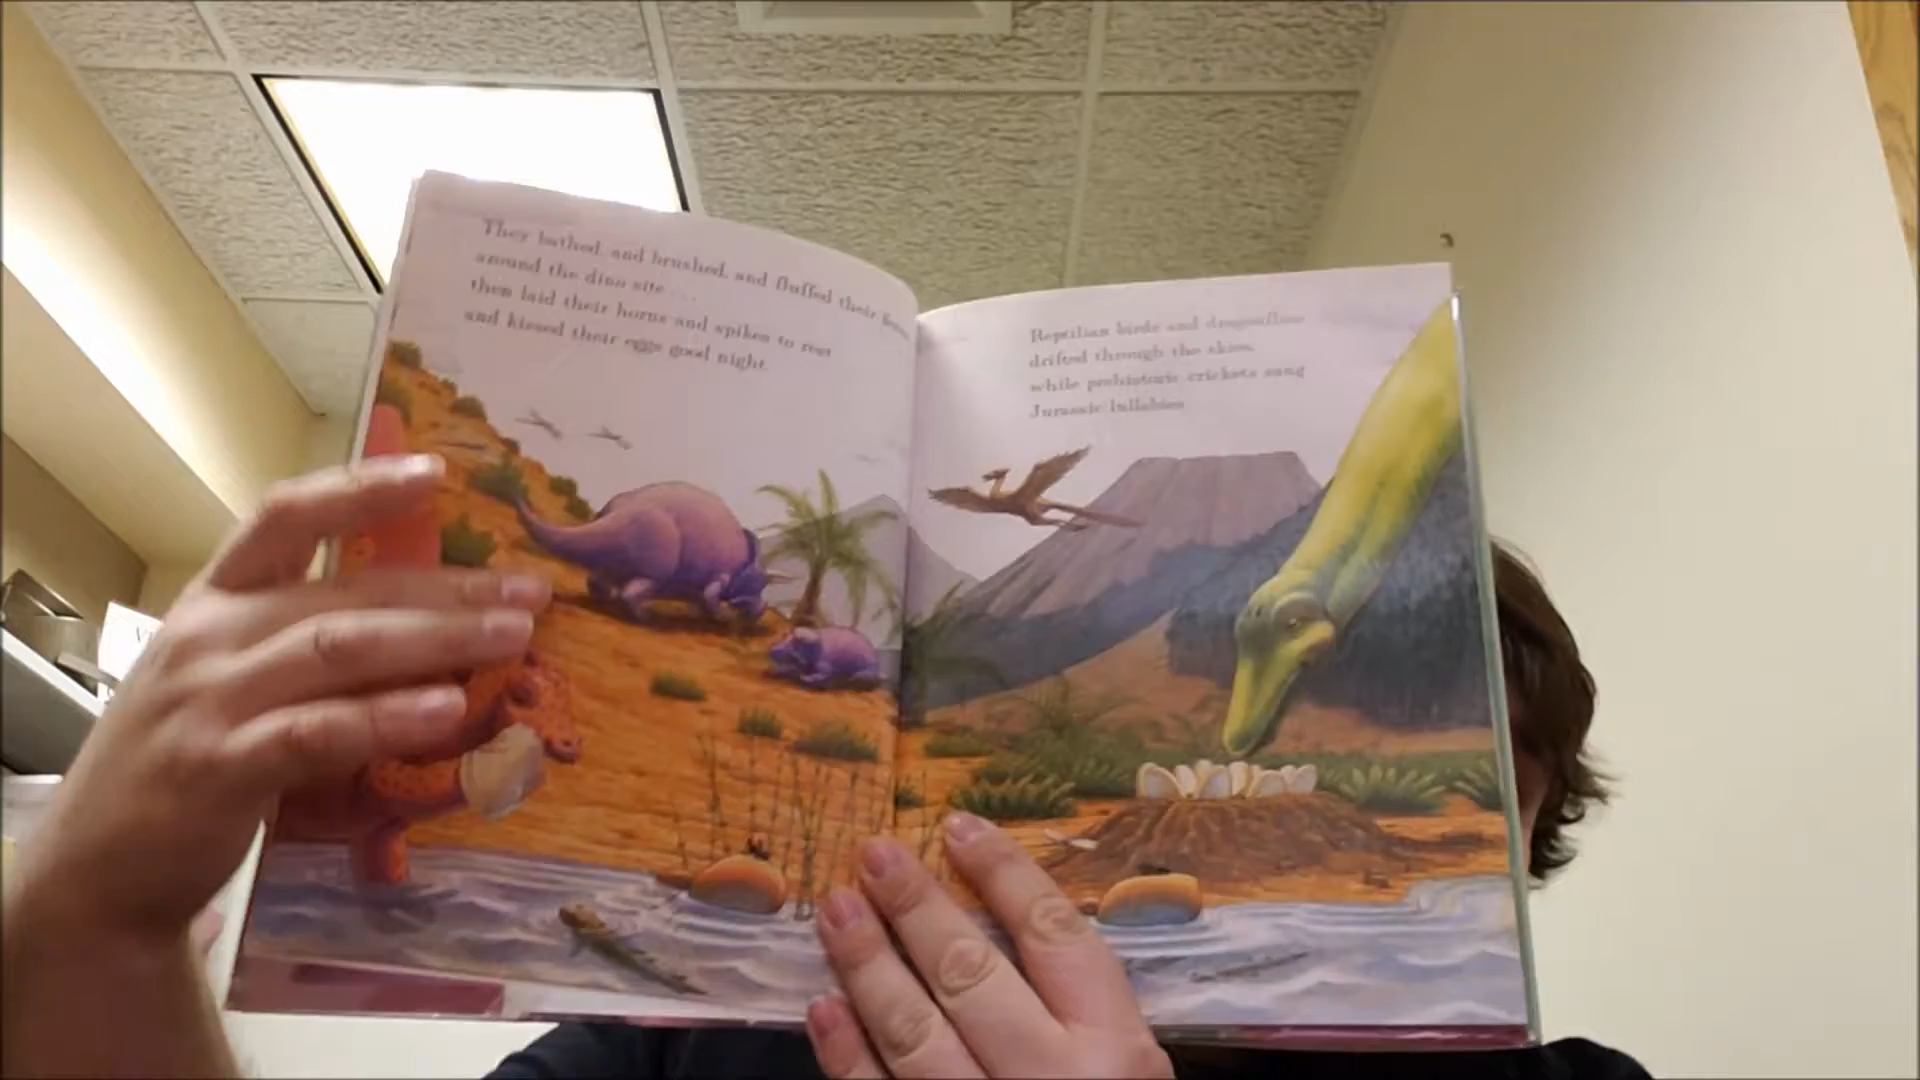 They bathed, and brushed, and fluffed their
around the dino site . . .
then laid their horns and spikes to rest
and kissed their eggs good night.
Reptilian birds and dragonflies
drifted through the skies,
while prehistoric crickets sang
Jurassic lullabies.